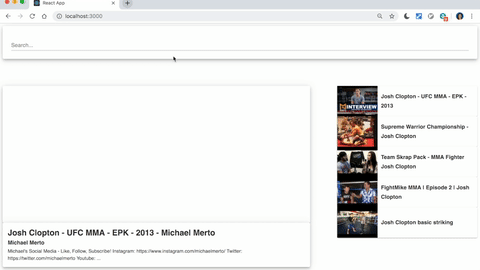 React App
localhost:3000
Search...
Josh Clopton - UFC MMA - EPK -
2013
INTERVIEW
Supreme Warrior Championship -
Josh Clopton
Team Skrap Pack - MMA Fighter
Josh Clopton
FightMike MMA l Episode 2 l Josh
Clopton
Josh Clopton basic striking
Josh Clopton - UFC MMA - EPK - 2013 - Michael Merto
Michael Merto
Michael's Social Media - Like, Follow, Subscribe! Instagram: https://www.instagram.com/michaelmerto/ Twitter:
https://twitter.com/michaelmerto Youtube: ...